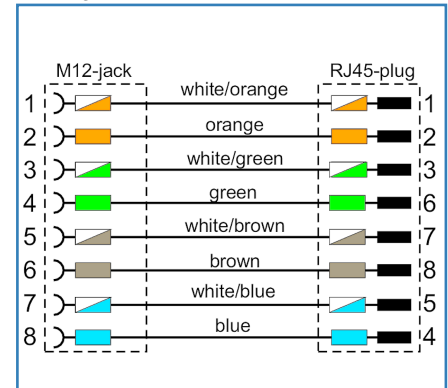 M12-jack RJ45-plug
1 white/orange 1
2 orange 2
3 white/green 3
4 green 6
5 white/brown 7
6 brown 8
7 white/blue 5
8 blue 4